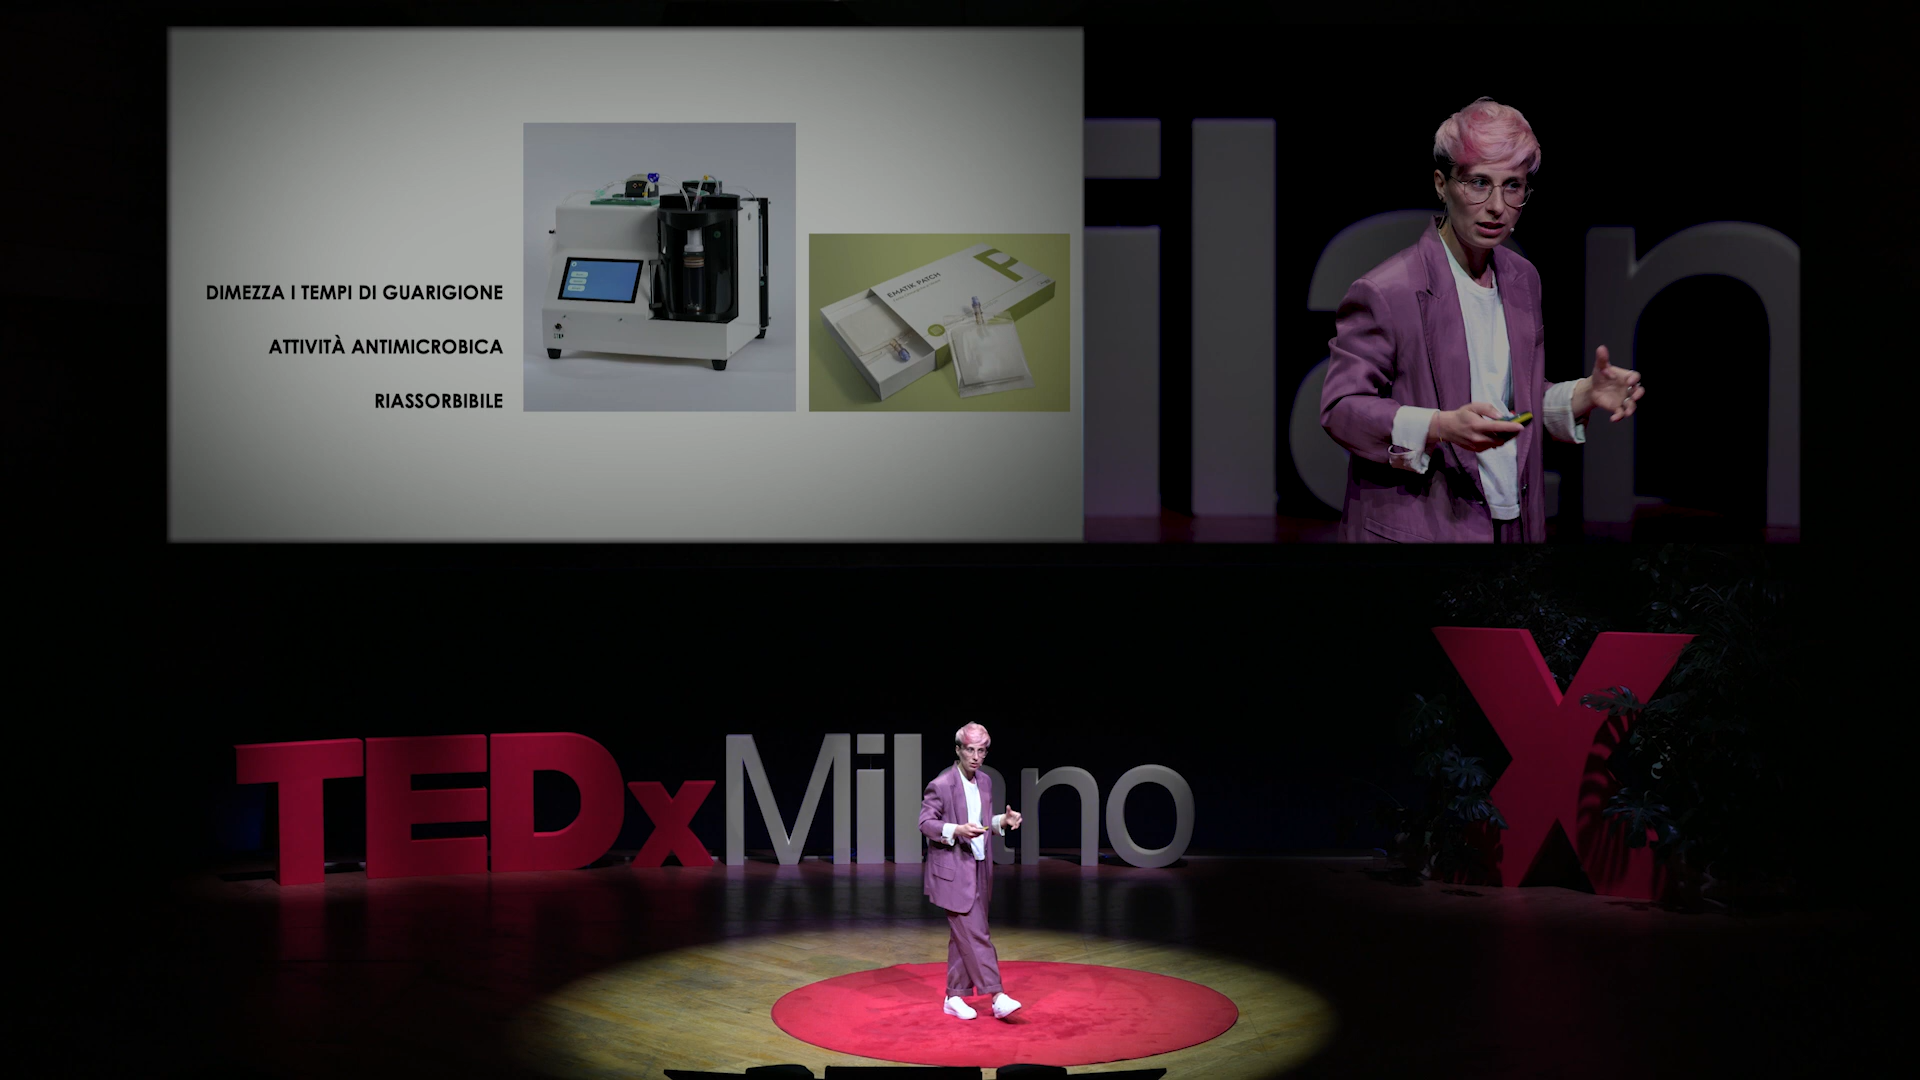 DIMEZZA I TEMPI DI GUARIGIONE
ATTIVITÀ ANTIMICROBICA
RIASSORBIBILE
EMATIK PATCH
P
TEDxMilano
X